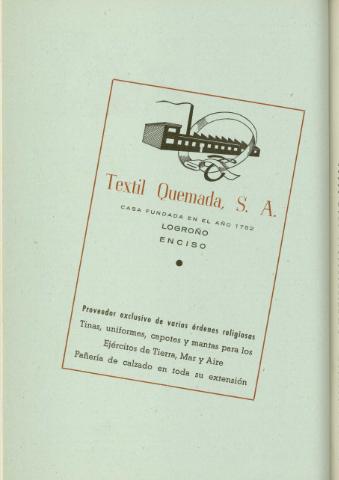 Textil Quemada, S. A.
CASA FUNDADA EN EL AÑO 1752
LOGROÑO
ENCISO
Proveedor exclusivo de varias órdenes religiosas
Tinas, uniformes, capotes y mantas para los
Ejércitos de Tierra, Mar y Aire
Pañería de calzado en toda su extensión